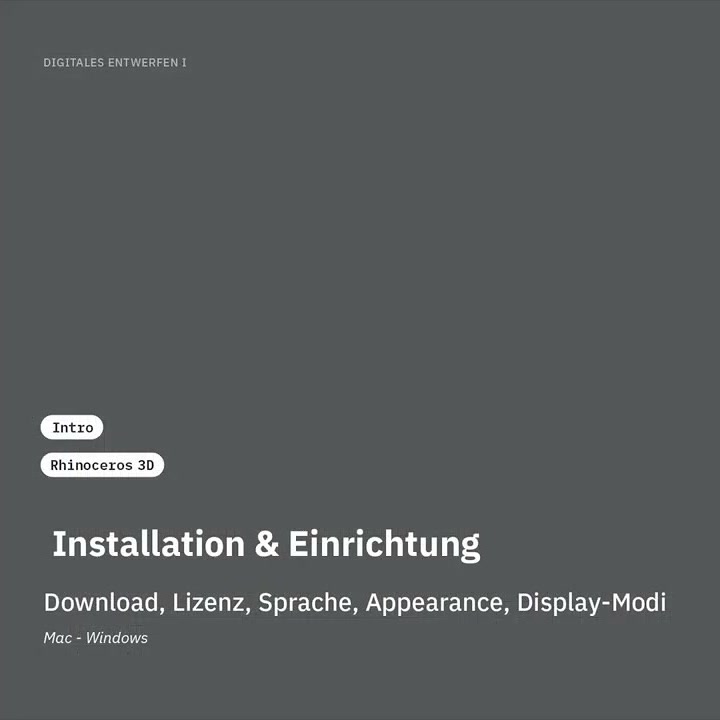 DIGITALES ENTWERFEN I
Intro
Rhinoceros 3D
Installation & Einrichtung
Download, Lizenz, Sprache, Appearance, Display-Modi
Mac - Windows